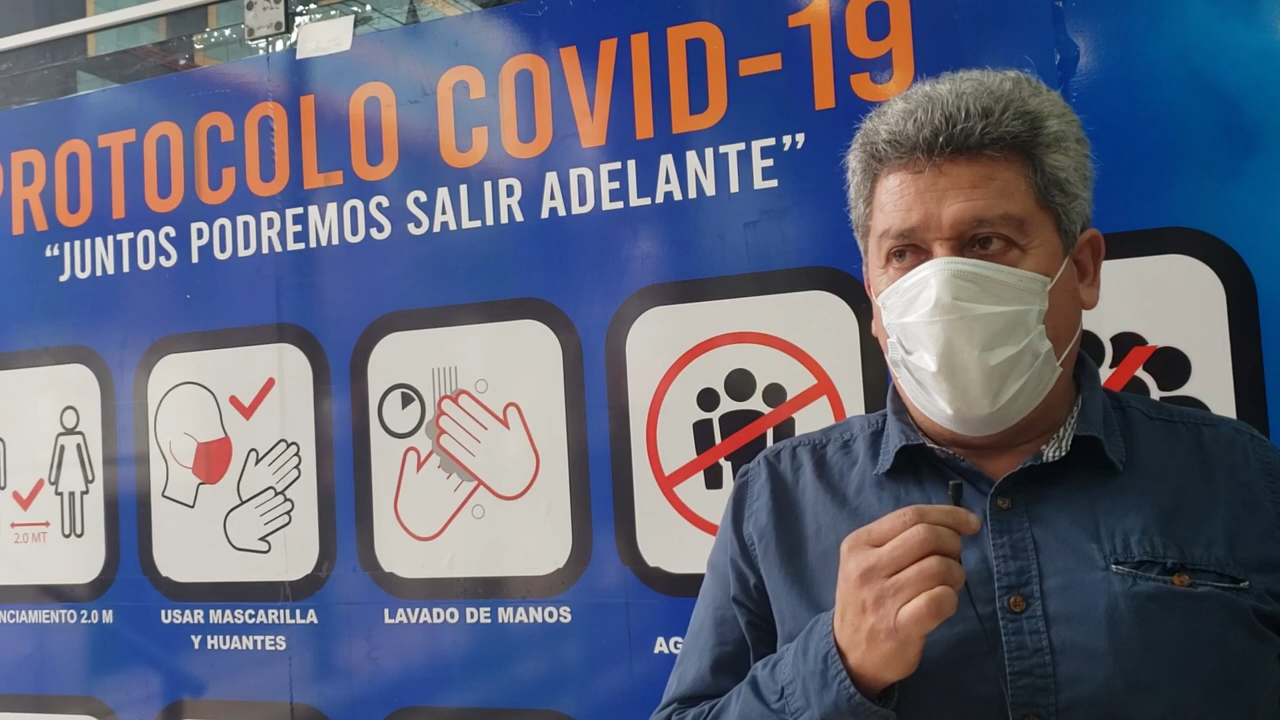 PROTOCOLO COVID-19
“JUNTOS PODREMOS SALIR ADELANTE”
2.0 MT
NCIAMIENTO 2.0 M
USAR MASCARILLA
Y HUANTES
LAVADO DE MANOS
AG